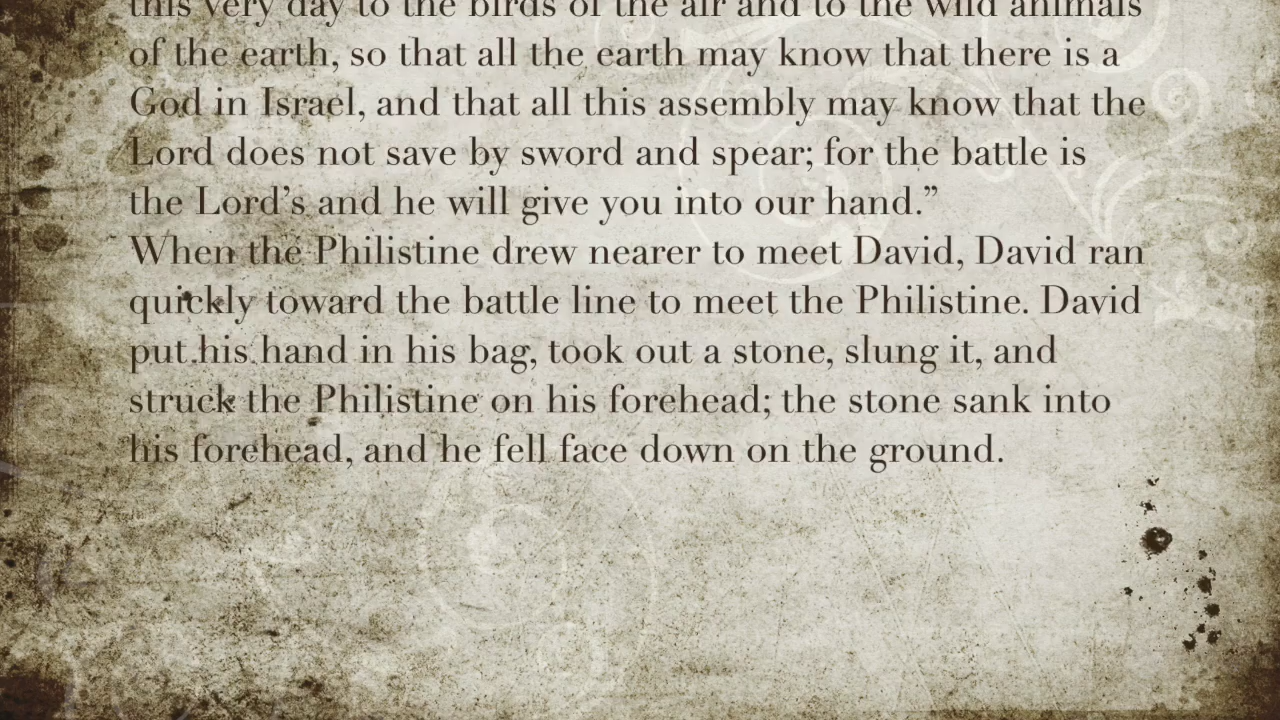 this very day to the birds of the air and to the wild animals
of the earth, so that all the earth may know that there is a
God in Israel, and that all this assembly may know that the
Lord does not save by sword and spear; for the battle is
the Lord’s and he will give you into our hand.”
When the Philistine drew nearer to meet David, David ran
quickly toward the battle line to meet the Philistine. David
put his hand in his bag, took out a stone, slung it, and
struck the Philistine on his forehead; the stone sank into
his forehead, and he fell face down on the ground.